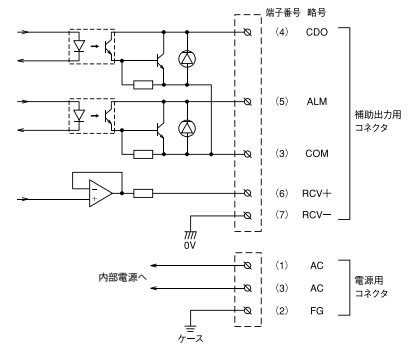 端子番号 略号
(4) CDO
(5) ALM
補助出力用
コネクタ
(3) COM
(6) RCV＋
(7) RCV−
0V
(1) AC
内部電源へ
(3) AC
電源用
コネクタ
(2) FG
ケース